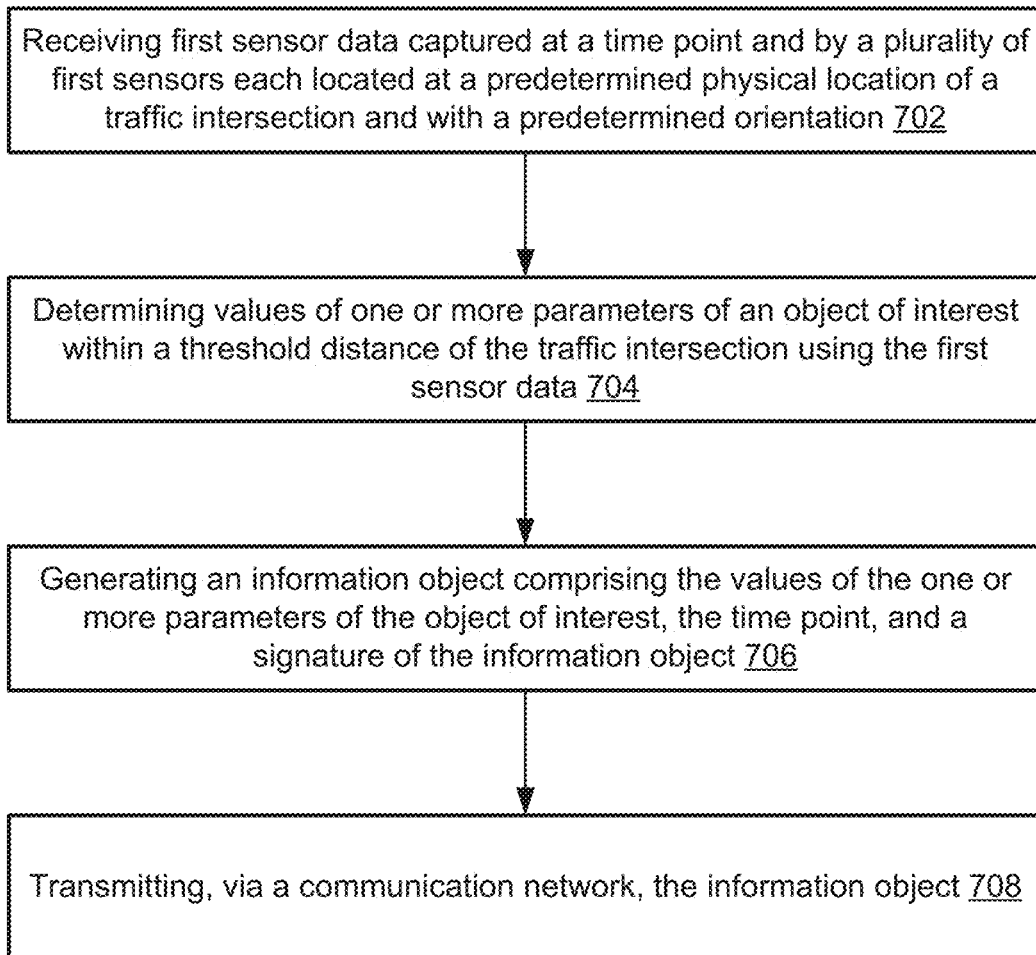 Receiving first sensor data captured at a time point and by a plurality of
first sensors each located at a predetermined physical location of a
traffic intersection and with a predetermined orientation 702
Determining values of one or more parameters of an object of interest
within a threshold distance of the traffic intersection using the first
sensor data 704
Generating an information object comprising the values of the one or
more parameters of the object of interest, the time point, and a
signature of the information object 706
Transmitting, via a communication network, the information object 708